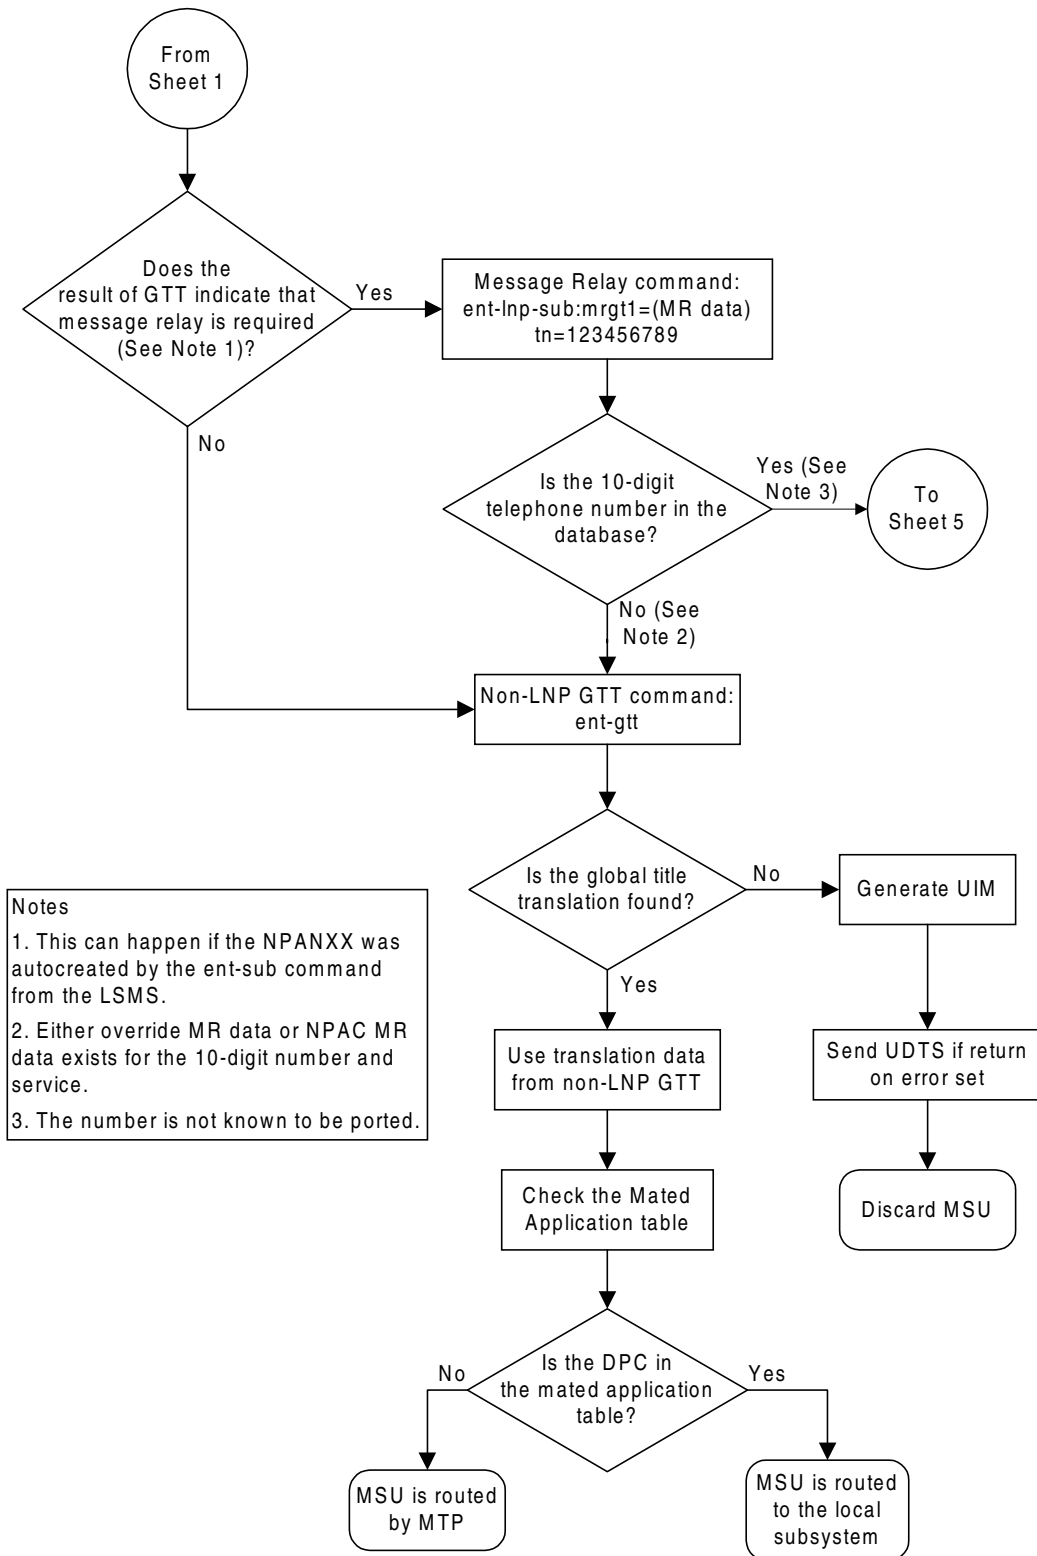 From
Sheet 1
Does the
result of GTT indicate that
message relay is required
(See Note 1)?
Yes
Message Relay command:
ent-lnp-sub:mrgt1=(MR data)
tn=123456789
No
Is the 10-digit
telephone number in the
database?
Yes (See
Note 3)
To
Sheet 5
No (See
Note 2)
Non-LNP GTT command:
ent-gtt
Is the global title
translation found?
No
Generate UIM
Yes
Send UDTS if return
on error set
Discard MSU
Use translation data
from non-LNP GTT
Check the Mated
Application table
Is the DPC in
the mated application
table?
No
Yes
MSU is routed
by MTP
MSU is routed
to the local
subsystem
Notes
1. This can happen if the NPANXX was
autocreated by the ent-sub command
from the LSMS.
2. Either override MR data or NPAC MR
data exists for the 10-digit number and
service.
3. The number is not known to be ported.